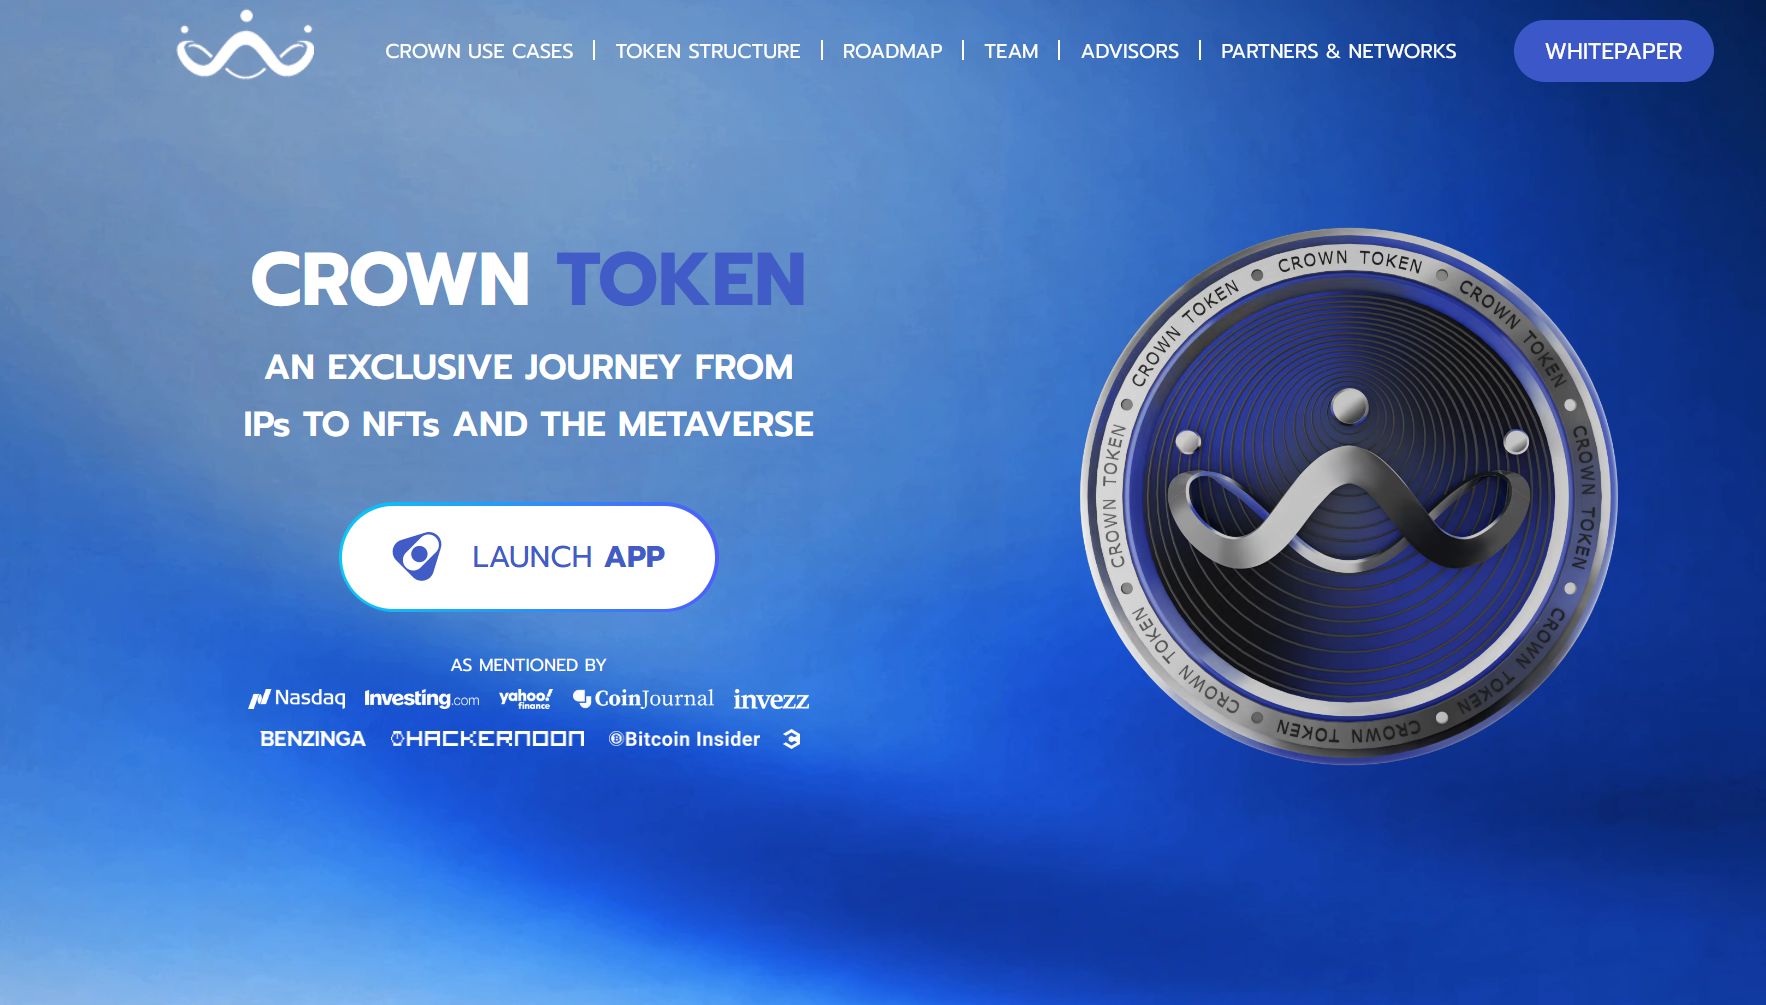 CROWN USE CASES | TOKEN STRUCTURE | ROADMAP | TEAM | ADVISORS | PARTNERS & NETWORKS WHITEPAPER
CROWN TOKEN
AN EXCLUSIVE JOURNEY FROM
IPs TO NFTs AND THE METAVERSE
LAUNCH APP
AS MENTIONED BY
Nasdaq Investing.com yahoo! finance CoinJournal invezz
BENZINGA HACKERNOON Bitcoin Insider
CROWN TOKEN • CROWN TOKEN • CROWN TOKEN • CROWN TOKEN • CROWN TOKEN • CROWN TOKEN • CROWN TOKEN • CROWN TOKEN